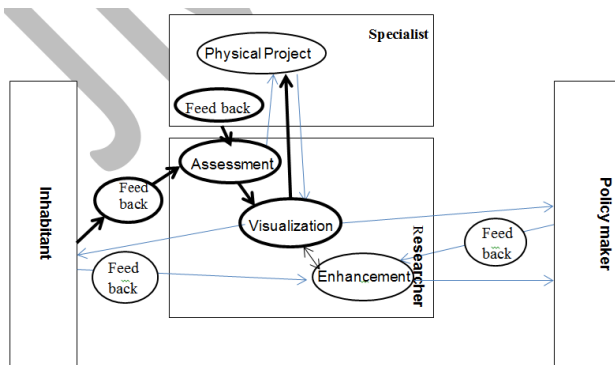 Specialist
Physical Project
Feed back
Assessment
Inhabitant
Feed
back
Visualization
Researcher
Policy maker
Feed
back
Enhancement
Feed
back